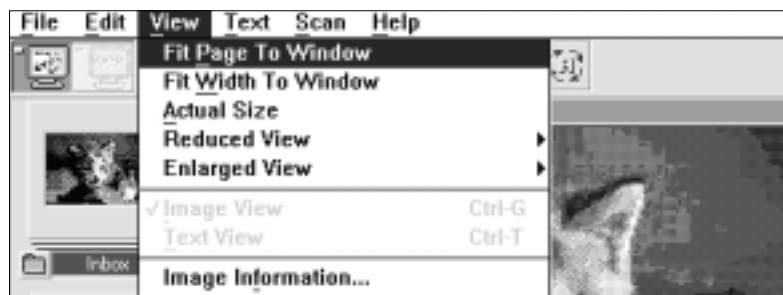 File Edit View Text Scan Help
Fit Page To Window
Fit Width To Window
Actual Size
Reduced View
Enlarged View
✓ Image View Ctrl-G
Text View Ctrl-T
Inbox
Image Information...